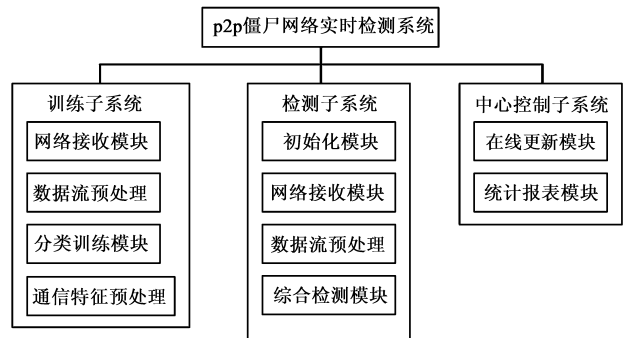 p2p僵尸网络实时检测系统
训练子系统
网络接收模块
数据流预处理
分类训练模块
通信特征预处理
检测子系统
初始化模块
网络接收模块
数据流预处理
综合检测模块
中心控制子系统
在线更新模块
统计报表模块